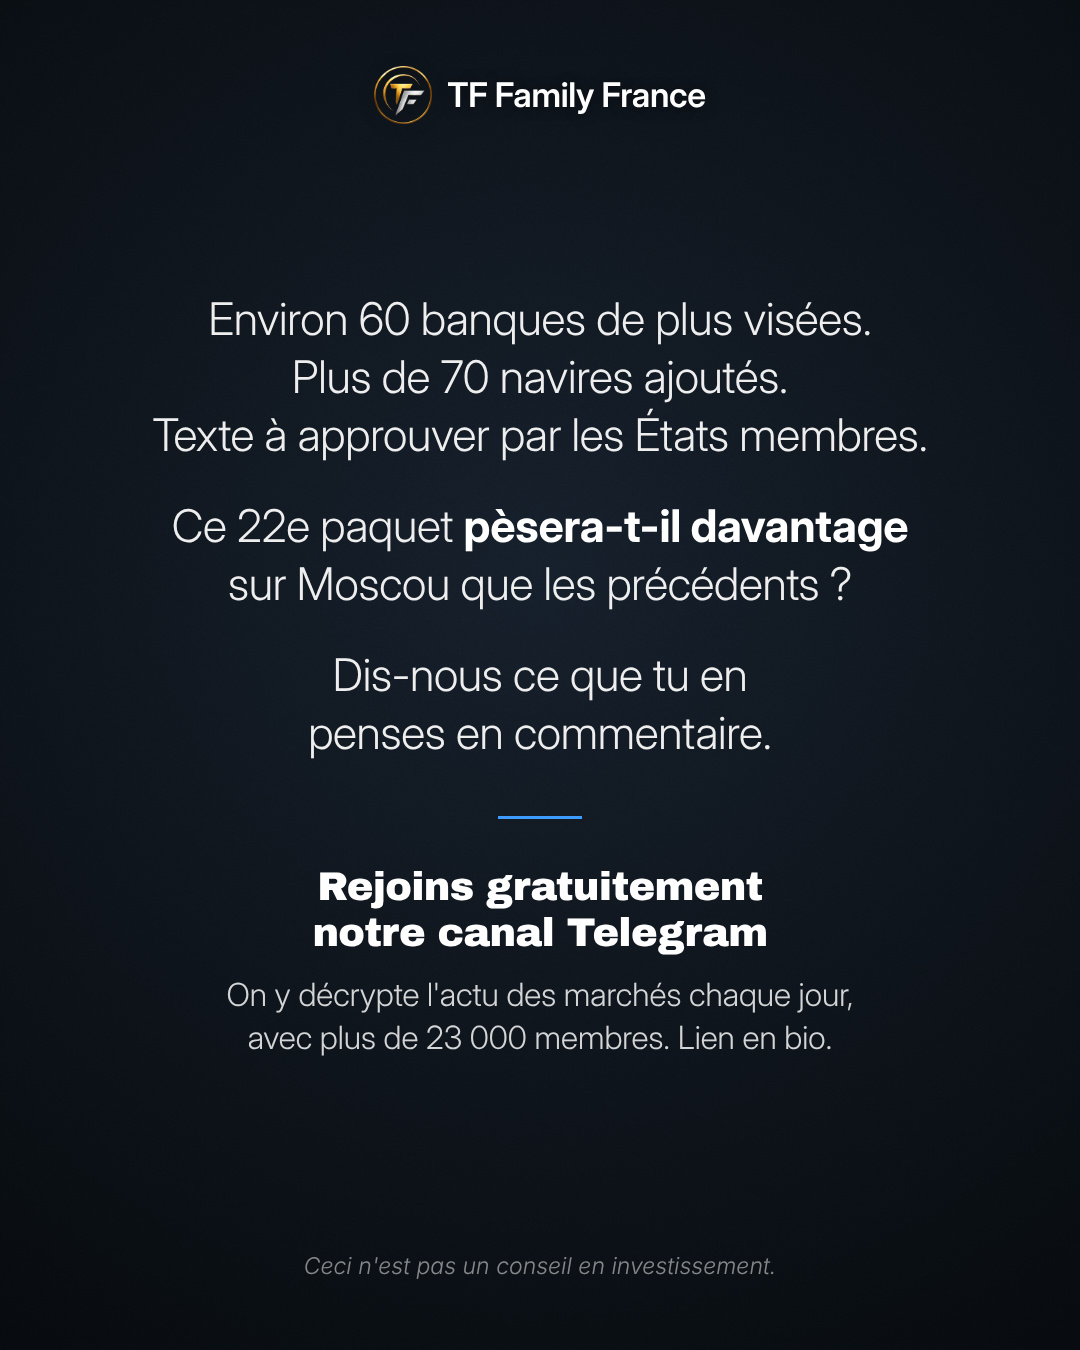 TF TF Family France
Environ 60 banques de plus visées.
Plus de 70 navires ajoutés.
Texte à approuver par les États membres.
Ce 22e paquet pèsera-t-il davantage
sur Moscou que les précédents ?
Dis-nous ce que tu en
penses en commentaire.
Rejoins gratuitement
notre canal Telegram
On y décrypte l'actu des marchés chaque jour,
avec plus de 23 000 membres. Lien en bio.
Ceci n'est pas un conseil en investissement.